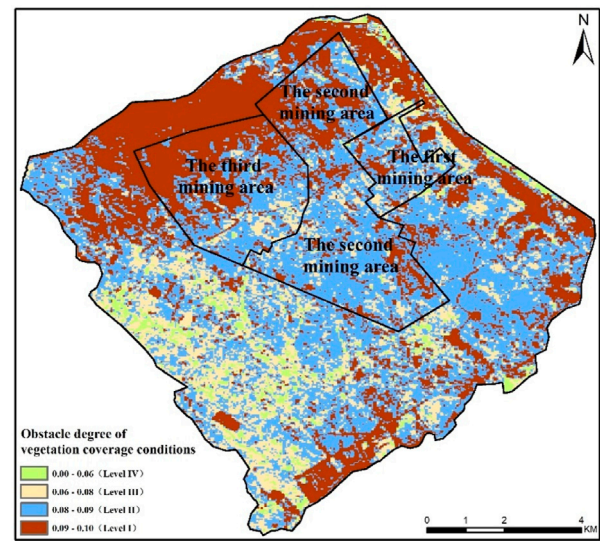 N
The second
mining area
The first
mining area
The third
mining area
The second
mining area
Obstacle degree of
vegetation coverage conditions
0.00 - 0.06（Level IV）
0.06 - 0.08（Level III）
0.08 - 0.09（Level II）
0.09 - 0.10（Level I）
0 1 2 4
KM